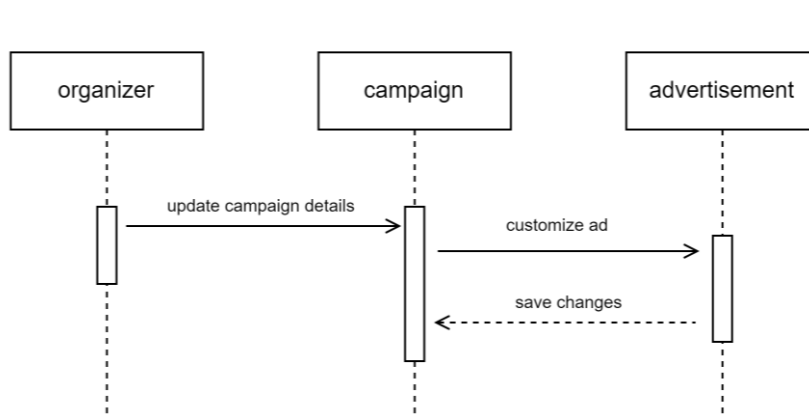 organizer
campaign
advertisement
update campaign details
customize ad
save changes